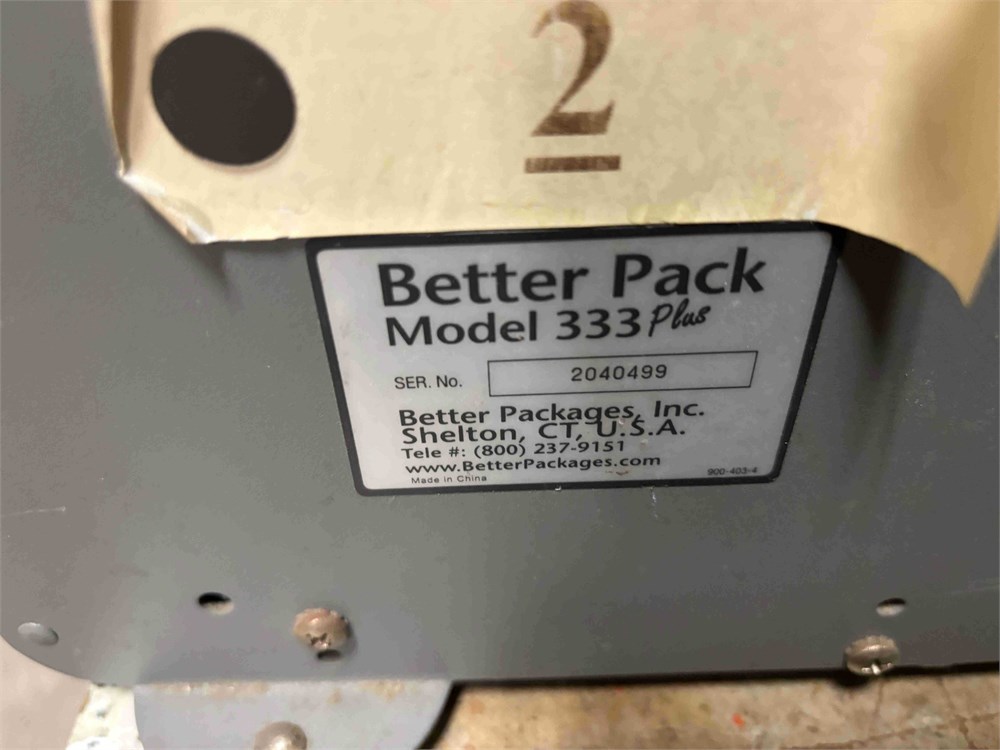 2
Better Pack
Model 333 Plus
SER. No. 2040499
Better Packages, Inc.
Shelton, CT, U.S.A.
Tele #: (800) 237-9151
www.BetterPackages.com
Made in China
900-403-4